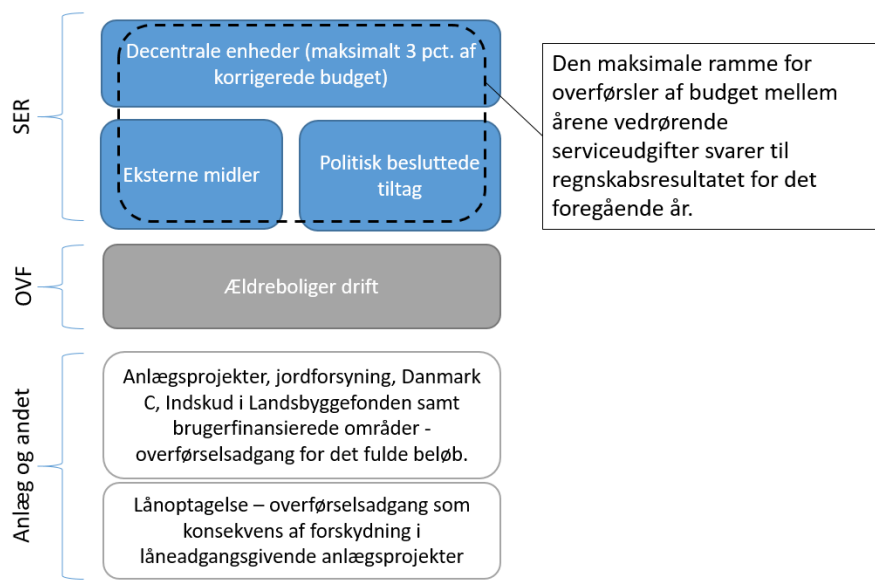 SER
Decentrale enheder (maksimalt 3 pct. af
korrigerede budget)
Eksterne midler
Politisk besluttede
tiltag
Den maksimale ramme for
overførsler af budget mellem
årene vedrørende
serviceudgifter svarer til
regnskabsresultatet for det
foregående år.
OVF
Ældreboliger drift
Anlæg og andet
Anlægsprojekter, jordforsyning, Danmark
C, Indskud i Landsbyggefonden samt
brugerfinansierede områder -
overførselsadgang for det fulde beløb.
Lånoptagelse – overførselsadgang som
konsekvens af forskydning i
låneadgangsgivende anlægsprojekter